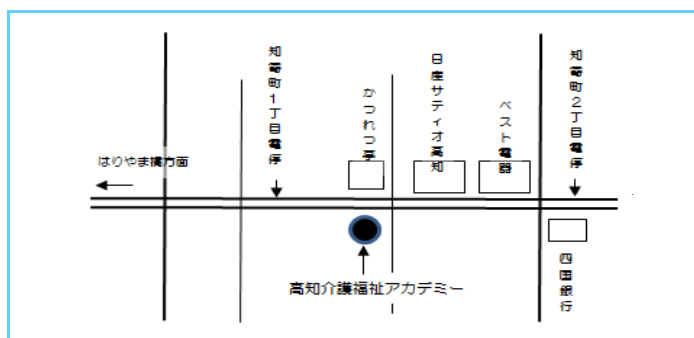 はりやま橋方面
知寄町1丁目電停
かつれつ亭
日産サティオ高知
ベスト電器
知寄町2丁目電停
四国銀行
高知介護福祉アカデミー